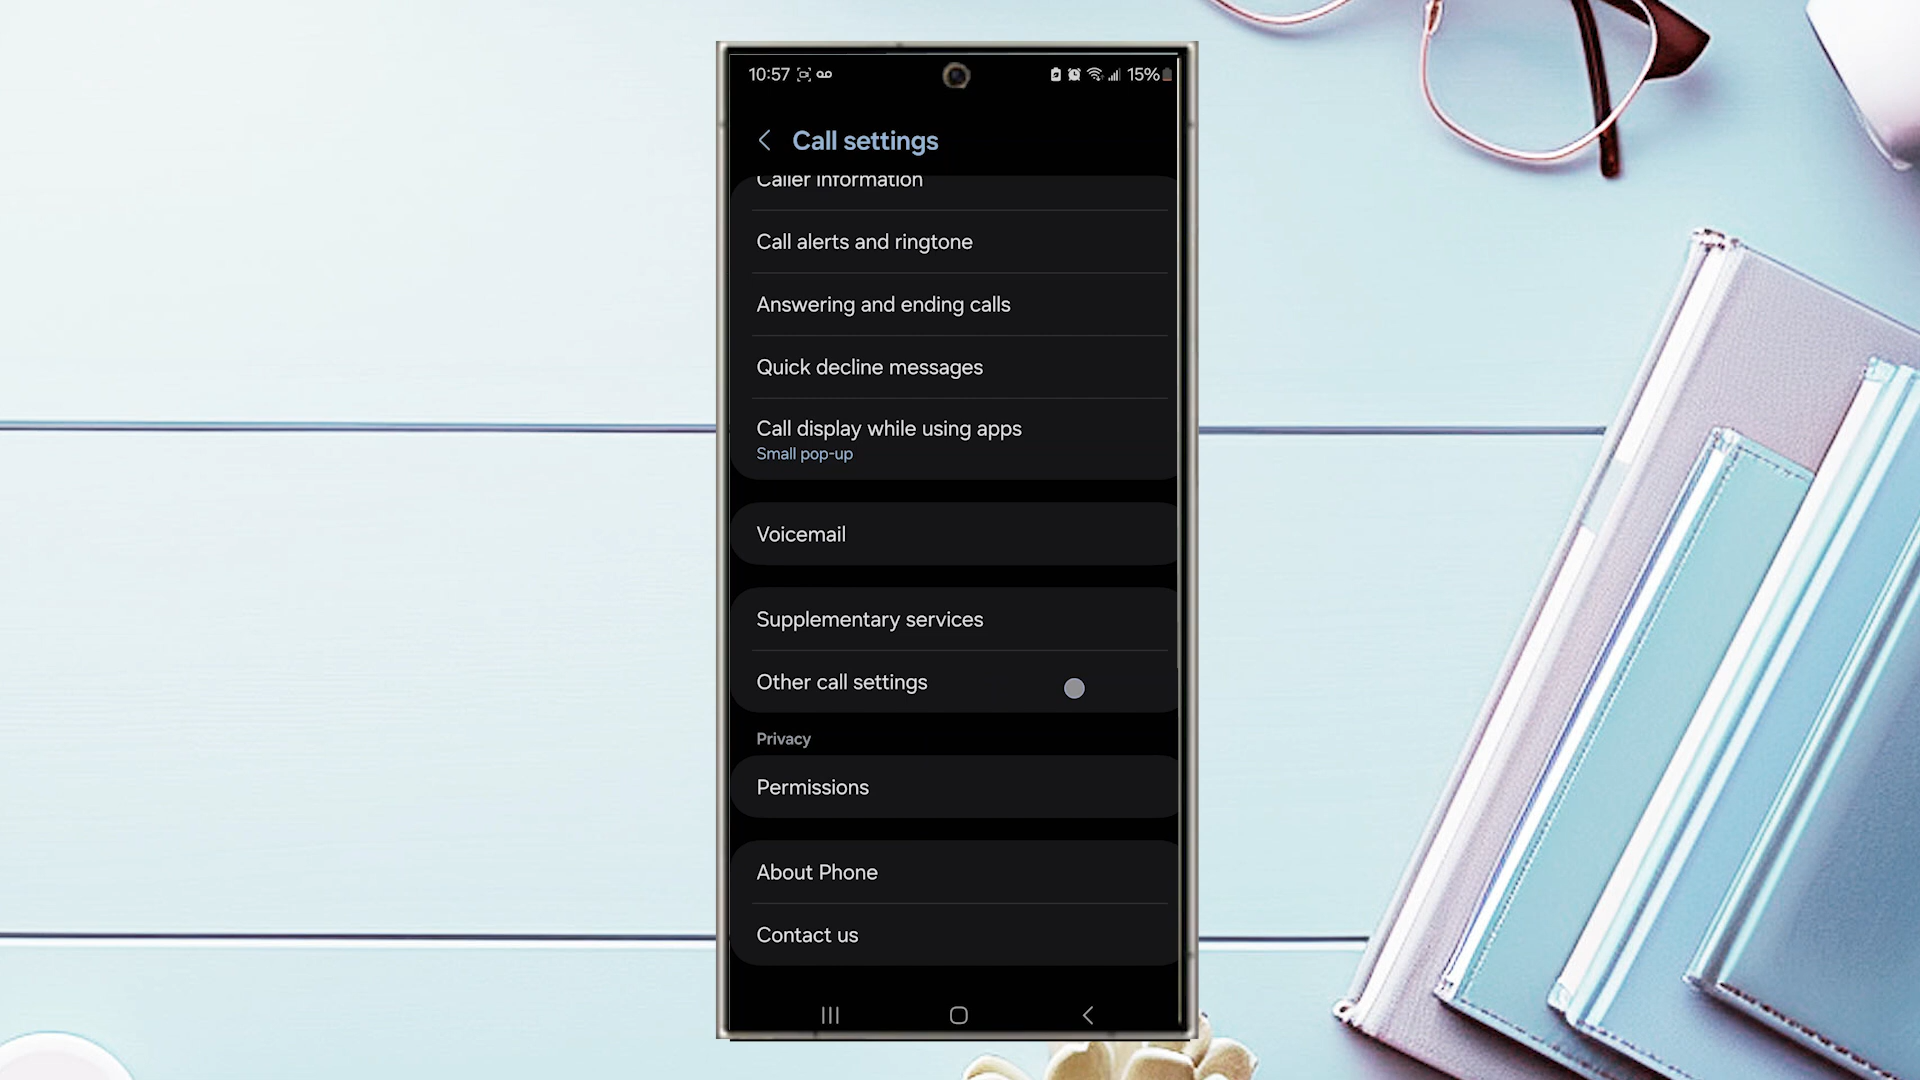 10:57
15%
Call settings
Caller information
Call alerts and ringtone
Answering and ending calls
Quick decline messages
Call display while using apps
Small pop-up
Voicemail
Supplementary services
Other call settings
Privacy
Permissions
About Phone
Contact us